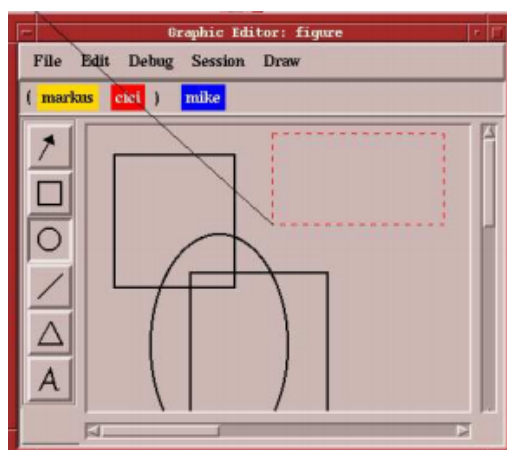 Graphic Editor: figure
File Edit Debug Session Draw
( markus cici ) mike
A